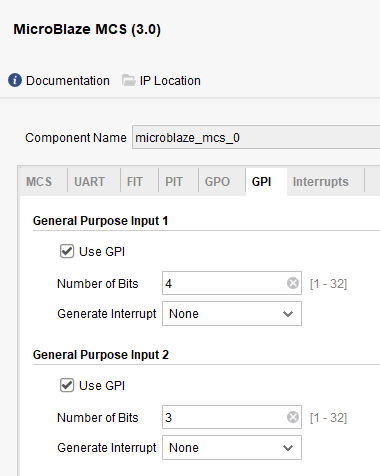 MicroBlaze MCS (3.0)
Documentation IP Location
Component Name microblaze_mcs_0
MCS UART FIT PIT GPO GPI Interrupts
General Purpose Input 1
Use GPI
Number of Bits 4 [1 - 32]
Generate Interrupt None
General Purpose Input 2
Use GPI
Number of Bits 3 [1 - 32]
Generate Interrupt None